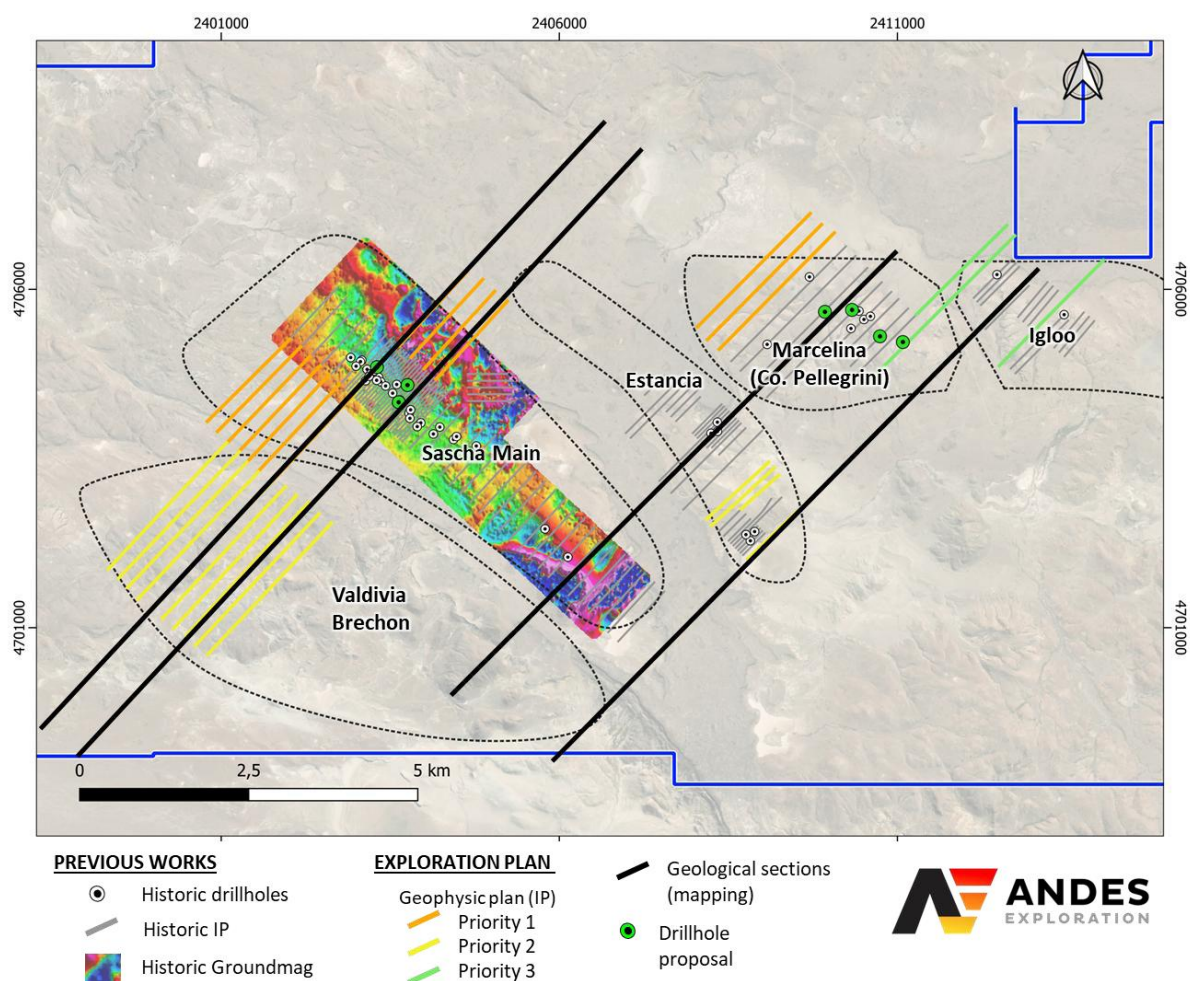 2401000
2406000
2411000
4706000
4706000
Igloo
Marcelina
(Co. Pellegrini)
Estancia
Sascha Main
Valdivia
Brechon
4701000
4701000
0 2,5 5 km
PREVIOUS WORKS
Historic drillholes
Historic IP
Historic Groundmag
EXPLORATION PLAN
Geophysic plan (IP)
Priority 1
Priority 2
Priority 3
Geological sections
(mapping)
Drillhole
proposal
ANDES
EXPLORATION